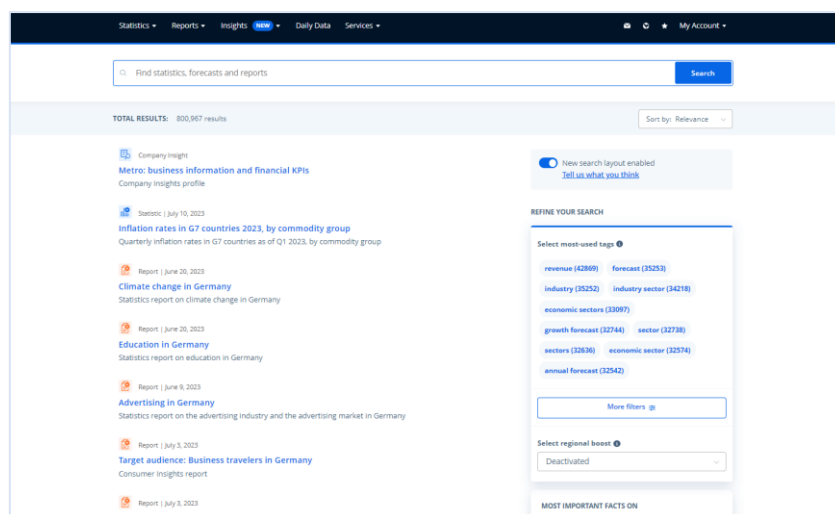 Statistics Reports Insights NEW Daily Data Services My Account
Find statistics, forecasts and reports
Search
TOTAL RESULTS: 800,967 results
Sort by: Relevance
Company Insight
Metro: business information and financial KPIs
Company Insights profile
Statistic | July 10, 2023
Inflation rates in G7 countries 2023, by commodity group
Quarterly inflation rates in G7 countries as of Q1 2023, by commodity group
Report | June 20, 2023
Climate change in Germany
Statistics report on climate change in Germany
Report | June 20, 2023
Education in Germany
Statistics report on education in Germany
Report | June 9, 2023
Advertising in Germany
Statistics report on the advertising industry and the advertising market in Germany
Report | July 3, 2023
Target audience: Business travelers in Germany
Consumer Insights report
Report | July 3, 2023
New search layout enabled
Tell us what you think
REFINE YOUR SEARCH
Select most-used tags
revenue (42869) forecast (35253)
industry (35252) industry sector (34218)
economic sectors (33097)
growth forecast (32744) sector (32738)
sectors (32636) economic sector (32574)
annual forecast (32542)
More filters
Select regional boost
Deactivated
MOST IMPORTANT FACTS ON